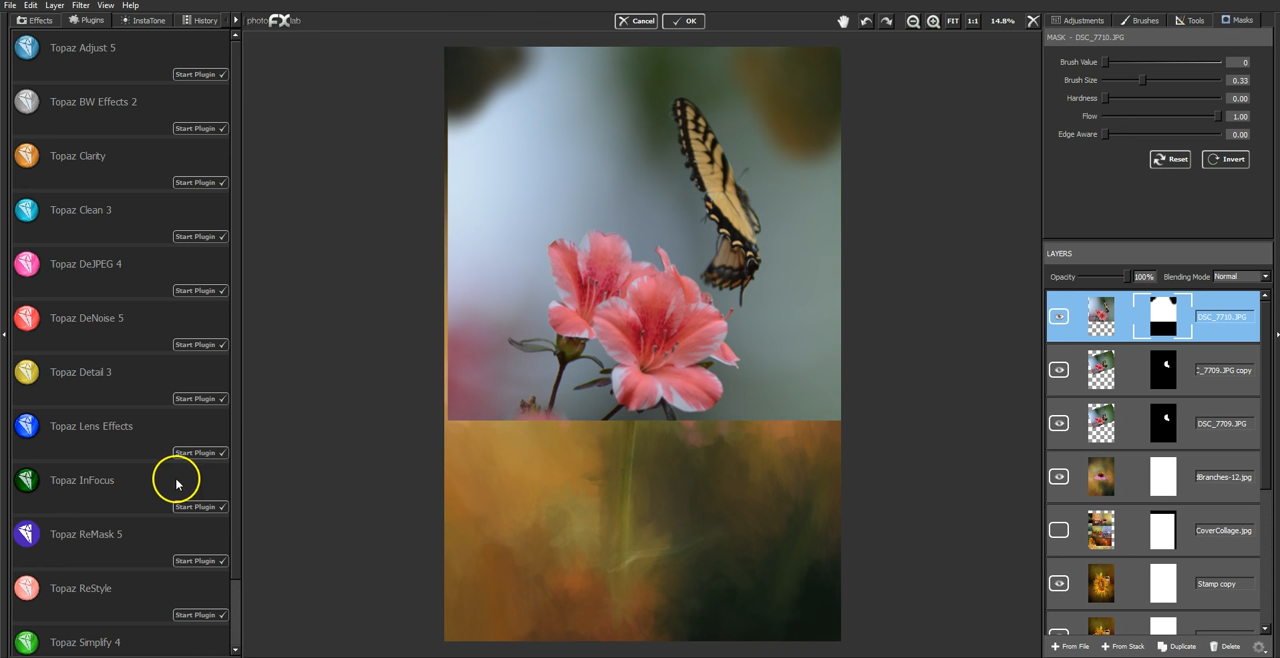 File Edit Layer Filter View Help
Effects Plugins InstaTone History
photo FX lab
Cancel OK
FIT 1:1 14.8%
Adjustments Brushes Tools Masks
Topaz Adjust 5
Start Plugin ✓
Topaz BW Effects 2
Start Plugin ✓
Topaz Clarity
Start Plugin ✓
Topaz Clean 3
Start Plugin ✓
Topaz DeJPEG 4
Start Plugin ✓
Topaz DeNoise 5
Start Plugin ✓
Topaz Detail 3
Start Plugin ✓
Topaz Lens Effects
Start Plugin ✓
Topaz InFocus
Start Plugin ✓
Topaz ReMask 5
Start Plugin ✓
Topaz ReStyle
Start Plugin ✓
Topaz Simplify 4
MASK - DSC_7710.JPG
Brush Value 0
Brush Size 0.33
Hardness 0.00
Flow 1.00
Edge Aware 0.00
Reset Invert
LAYERS
Opacity 100% Blending Mode Normal
DSC_7710.JPG
_7709.JPG copy
DSC_7709.JPG
Branches-12.jpg
CoverCollage.jpg
Stamp copy
From File From Stack Duplicate Delete